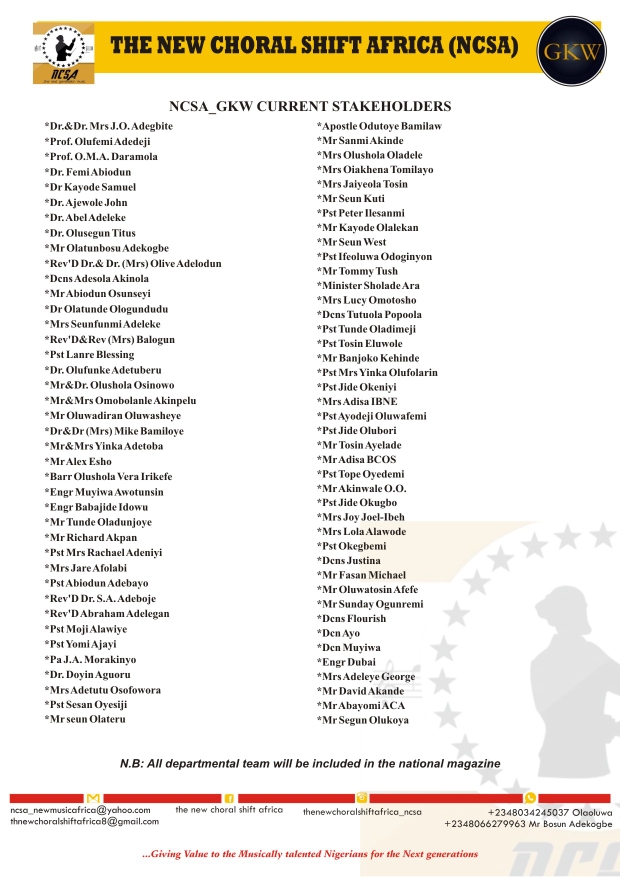 NCSA
THE NEW CHORAL SHIFT AFRICA (NCSA)
GKW
NCSA_GKW CURRENT STAKEHOLDERS
*Dr.&Dr. Mrs J.O. Adegbite
*Prof. Olufemi Adedeji
*Prof. O.M.A. Daramola
*Dr. Femi Abiodun
*Dr Kayode Samuel
*Dr. Ajewole John
*Dr. Abel Adeleke
*Dr. Olusegun Titus
*Mr Olatunbosu Adekogbe
*Rev'D Dr.& Dr. (Mrs) Olive Adelodun
*Dcns Adesola Akinola
*Mr Abiodun Osunseyi
*Dr Olatunde Ologundudu
*Mrs Seunfunmi Adeleke
*Rev'D&Rev (Mrs) Balogun
*Pst Lanre Blessing
*Dr. Olufunke Adetuberu
*Mr&Dr. Olushola Osinowo
*Mr&Mrs Omobolanle Akinpelu
*Mr Oluwadiran Oluwasheye
*Dr&Dr (Mrs) Mike Bamiloye
*Mr&Mrs Yinka Adetoba
*Mr Alex Esho
*Barr Olushola Vera Irikefe
*Engr Muyiwa Awotunsin
*Engr Babajide Idowu
*Mr Tunde Oladunjoye
*Mr Richard Akpan
*Pst Mrs Rachael Adeniyi
*Mrs Jare Afolabi
*Pst Abiodun Adebayo
*Rev'D Dr. S.A. Adeboje
*Rev'D Abraham Adelegan
*Pst Moji Alawiye
*Pst Yomi Ajayi
*Pa J.A. Morakinyo
*Dr. Doyin Aguoru
*Mrs Adetutu Osofowora
*Pst Sesan Oyesiji
*Mr seun Olateru
*Apostle Odutoye Bamilaw
*Mr Sanmi Akinde
*Mrs Olushola Oladele
*Mrs Oiakhena Tomilayo
*Mrs Jaiyeola Tosin
*Mr Seun Kuti
*Pst Peter Ilesanmi
*Mr Kayode Olalekan
*Mr Seun West
*Pst Ifeoluwa Odoginyon
*Mr Tommy Tush
*Minister Sholade Ara
*Mrs Lucy Omotosho
*Dcns Tutuola Popoola
*Pst Tunde Oladimeji
*Pst Tosin Eluwole
*Mr Banjoko Kehinde
*Pst Mrs Yinka Olufolarin
*Pst Jide Okeniyi
*Mrs Adisa IBNE
*Pst Ayodeji Oluwafemi
*Pst Jide Olubori
*Mr Tosin Ayelade
*Mr Adisa BCOS
*Pst Tope Oyedemi
*Mr Akinwale O.O.
*Pst Jide Okugbo
*Mrs Joy Joel-Ibeh
*Mrs Lola Alawode
*Pst Okegbemi
*Dcns Justina
*Mr Fasan Michael
*Mr Oluwatosin Afefe
*Mr Sunday Ogunremi
*Dcns Flourish
*Dcn Ayo
*Dcn Muyiwa
*Engr Dubai
*Mrs Adeleye George
*Mr David Akande
*Mr Abayomi ACA
*Mr Segun Olukoya
N.B: All departmental team will be included in the national magazine
ncsa_newmusicafrica@yahoo.com
thnewchoralshiftafrica8@gmail.com
the new choral shift africa
thenewchoralshiftafrica_ncsa
+2348034245037 Olaoluwa
+2348066279963 Mr Bosun Adekogbe
...Giving Value to the Musically talented Nigerians for the Next generations